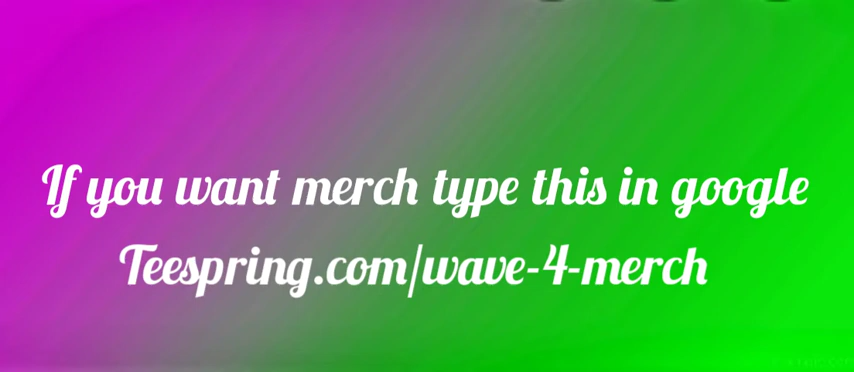 If you want merch type this in google
Teespring.com/wave-4-merch